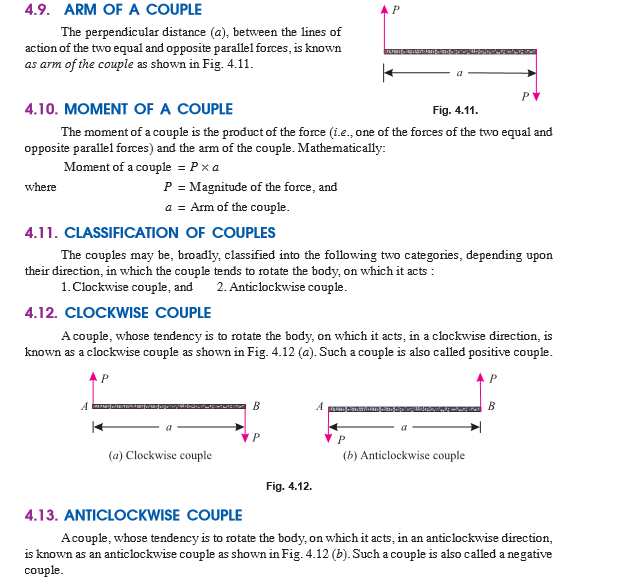 4.9. ARM OF A COUPLE
The perpendicular distance (a), between the lines of
action of the two equal and opposite parallel forces, is known
as arm of the couple as shown in Fig. 4.11.
P
a
P
Fig. 4.11.
4.10. MOMENT OF A COUPLE
The moment of a couple is the product of the force (i.e., one of the forces of the two equal and
opposite parallel forces) and the arm of the couple. Mathematically:
Moment of a couple = P × a
where P = Magnitude of the force, and
a = Arm of the couple.
4.11. CLASSIFICATION OF COUPLES
The couples may be, broadly, classified into the following two categories, depending upon
their direction, in which the couple tends to rotate the body, on which it acts :
1. Clockwise couple, and 2. Anticlockwise couple.
4.12. CLOCKWISE COUPLE
A couple, whose tendency is to rotate the body, on which it acts, in a clockwise direction, is
known as a clockwise couple as shown in Fig. 4.12 (a). Such a couple is also called positive couple.
P
A B
a
P
(a) Clockwise couple
P
A B
a
P
(b) Anticlockwise couple
Fig. 4.12.
4.13. ANTICLOCKWISE COUPLE
A couple, whose tendency is to rotate the body, on which it acts, in an anticlockwise direction,
is known as an anticlockwise couple as shown in Fig. 4.12 (b). Such a couple is also called a negative
couple.